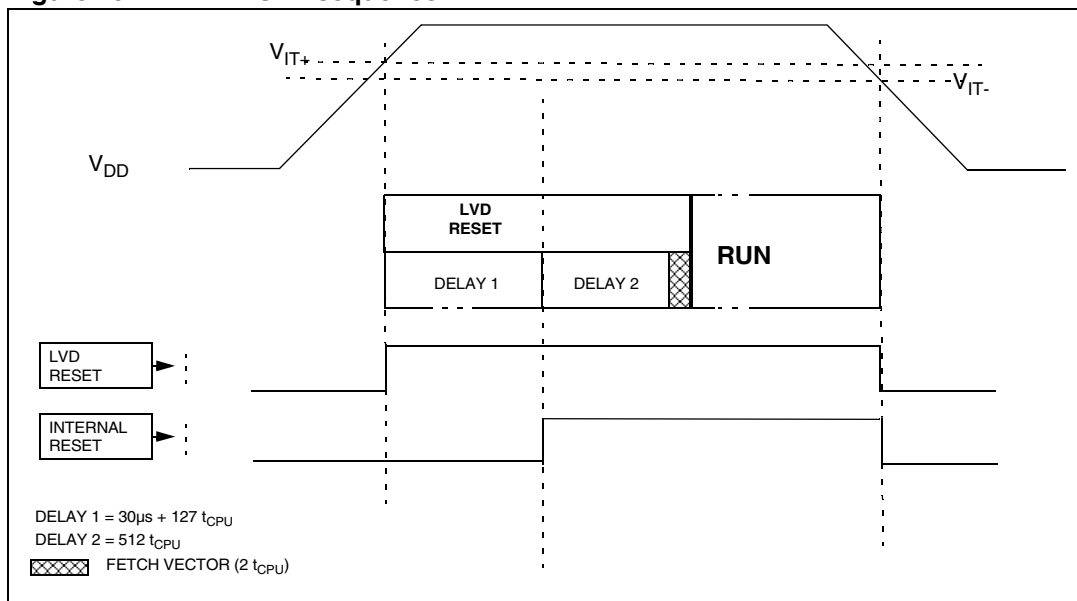 V_IT+
V_IT-
V_DD
LVD
RESET
RUN
DELAY 1
DELAY 2
LVD
RESET
INTERNAL
RESET
DELAY 1 = 30µs + 127 t_CPU
DELAY 2 = 512 t_CPU
FETCH VECTOR (2 t_CPU)